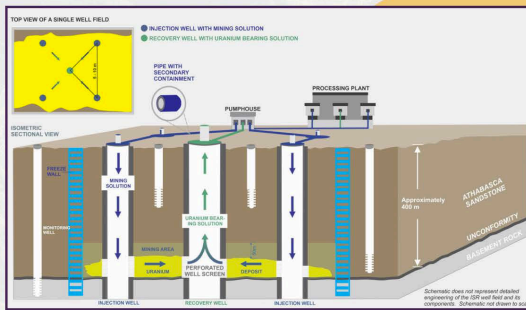 TOP VIEW OF A SINGLE WELL FIELD
INJECTION WELL WITH MINING SOLUTION
RECOVERY WELL WITH URANIUM BEARING SOLUTION
PIPE WITH
SECONDARY
CONTAINMENT
PUMPHOUSE
PROCESSING PLANT
ISOMETRIC
SECTIONAL VIEW
FREEZE
WALL
MINING
SOLUTION
MONITORING
WELL
URANIUM BEAR-
ING SOLUTION
MINING AREA
URANIUM
PERFORATED
WELL SCREEN
DEPOSIT
Approximately
400 m
ATHABASCA
SANDSTONE
UNCONFORMITY
BASEMENT ROCK
INJECTION WELL
RECOVERY WELL
INJECTION WELL
Schematic does not represent detailed
engineering of the ISR well field and its
components. Schematic not drawn to